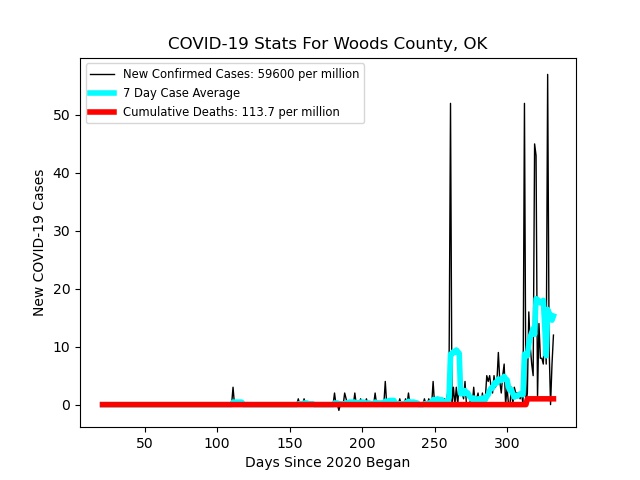 COVID-19 Stats For Woods County, OK
New Confirmed Cases: 59600 per million
7 Day Case Average
Cumulative Deaths: 113.7 per million
New COVID-19 Cases
50
40
30
20
10
0
50 100 150 200 250 300
Days Since 2020 Began